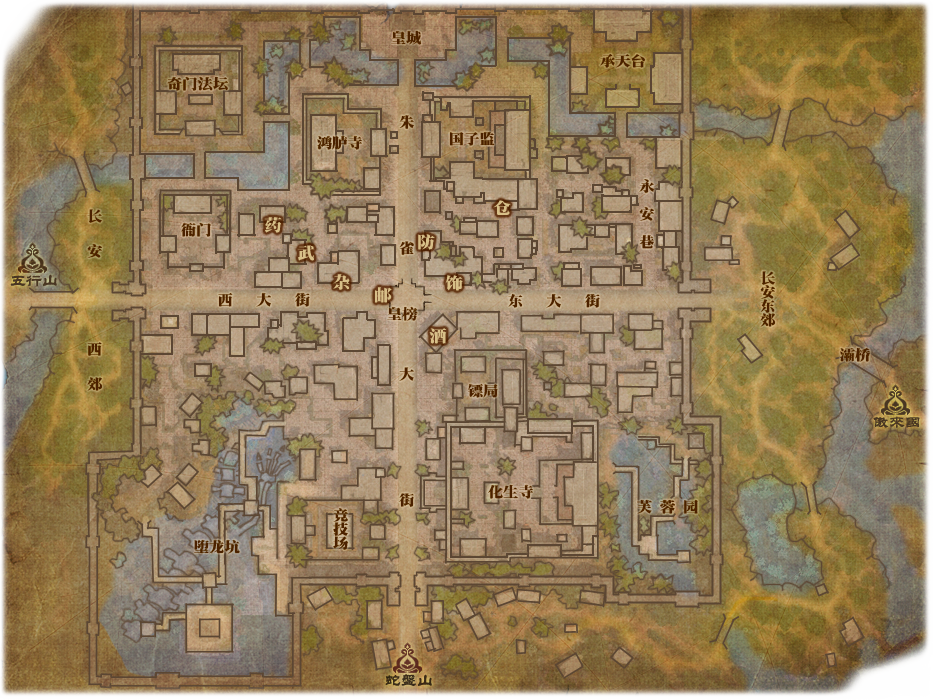 皇城
承天台
奇门法坛
朱雀大街
鸿胪寺
国子监
永安巷
长安西郊
衙门
药
仓
武
防
五行山
杂
饰
邮
西大街
东大街
皇榜
长安东郊
酒
灞桥
镖局
傲来國
化生寺
芙蓉园
竞技场
堕龙坑
蛇盤山